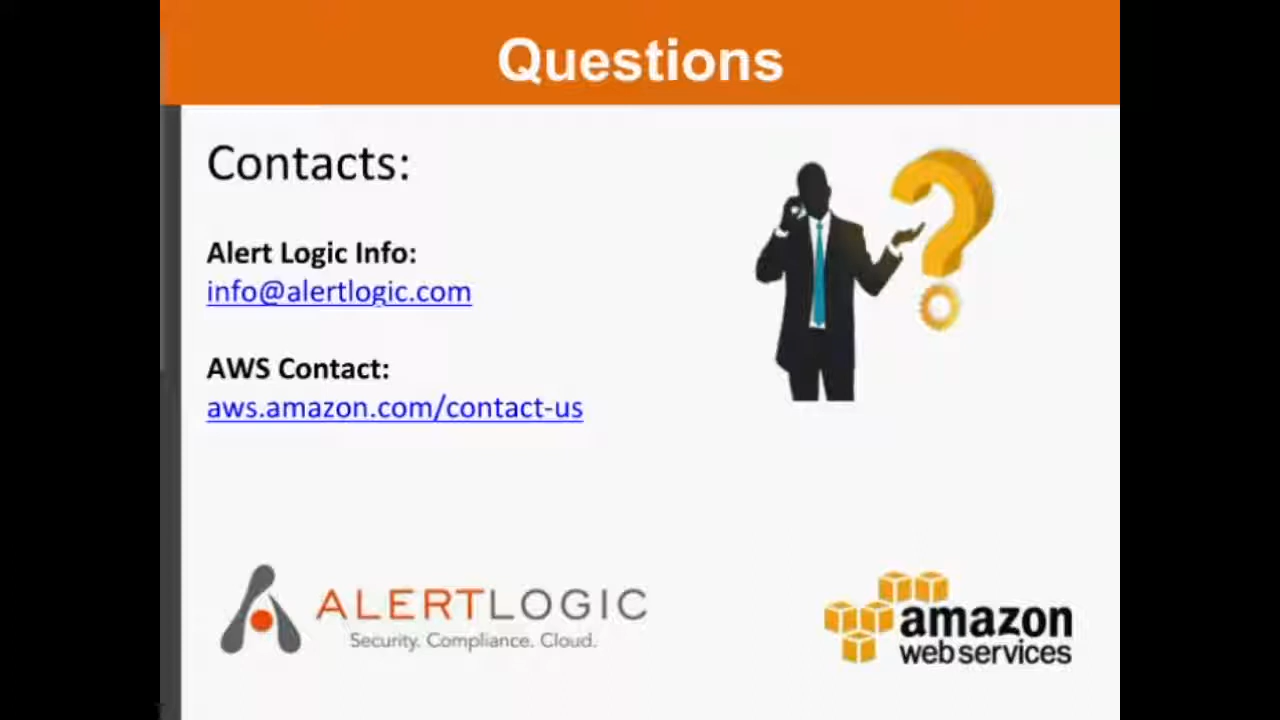 Questions
Contacts:
Alert Logic Info:
info@alertlogic.com
AWS Contact:
aws.amazon.com/contact-us
ALERTLOGIC
Security. Compliance. Cloud.
amazon
webservices